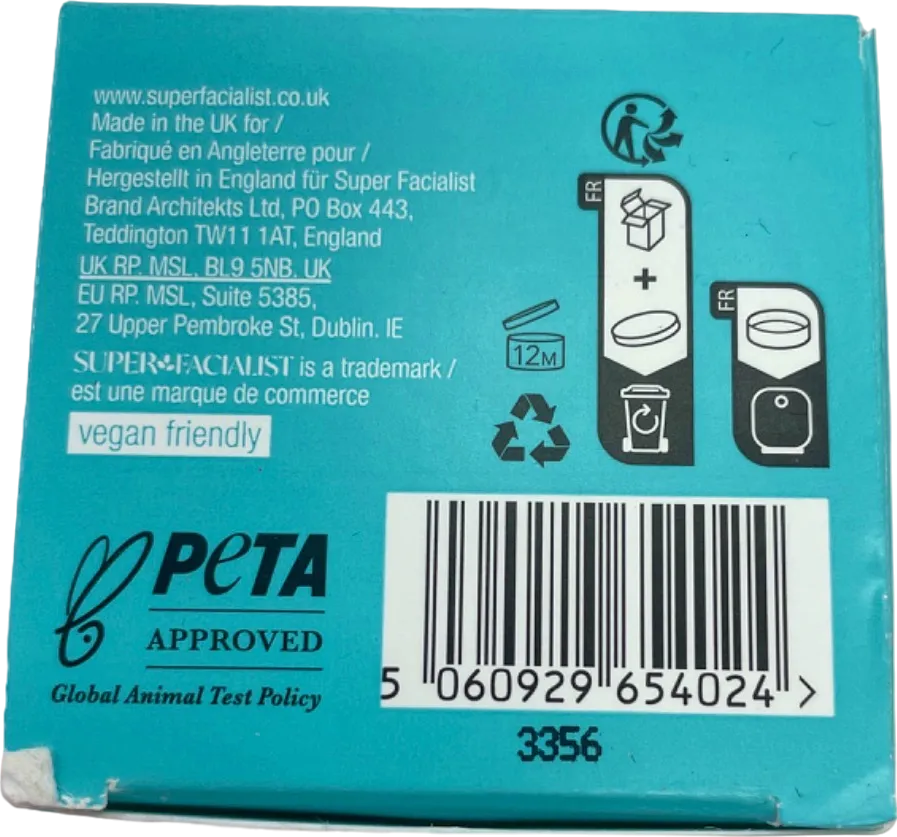 www.superfacialist.co.uk
Made in the UK for /
Fabriqué en Angleterre pour /
Hergestellt in England für Super Facialist
Brand Architekts Ltd, PO Box 443,
Teddington TW11 1AT, England
UK RP. MSL, BL9 5NB. UK
EU RP. MSL, Suite 5385,
27 Upper Pembroke St, Dublin. IE
SUPER FACIALIST is a trademark /
est une marque de commerce
vegan friendly
FR
FR
12M
PETA
APPROVED
Global Animal Test Policy
5 060929 654024 >
3356